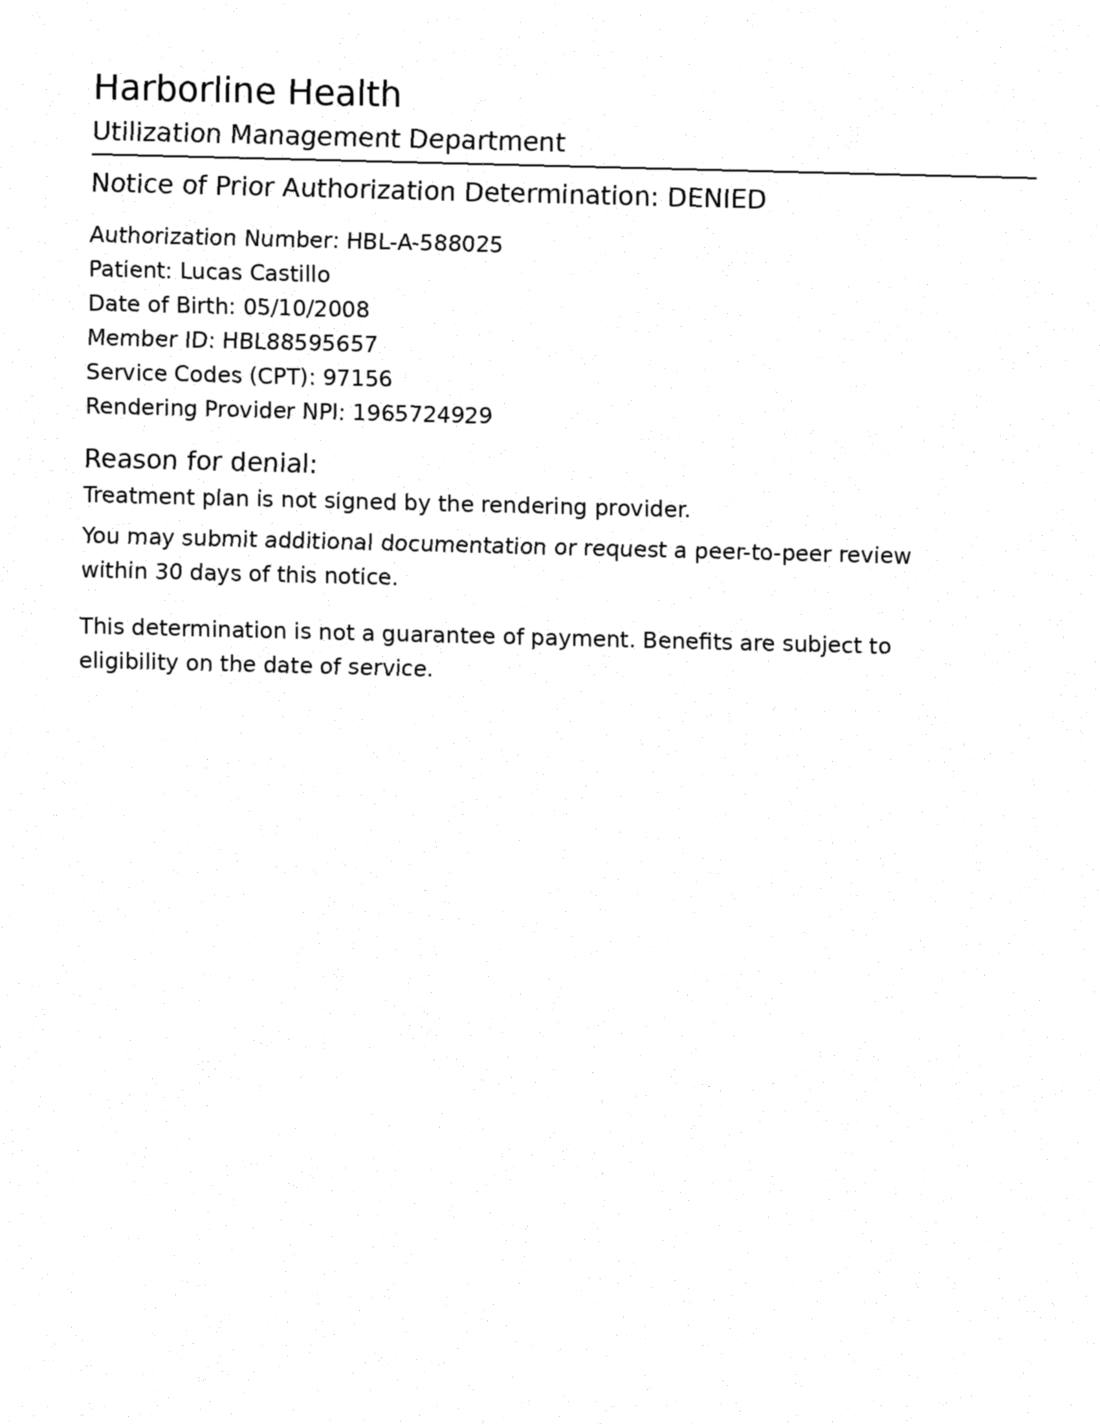 Harborline Health
Utilization Management Department
Notice of Prior Authorization Determination: DENIED
Authorization Number: HBL-A-588025
Patient: Lucas Castillo
Date of Birth: 05/10/2008
Member ID: HBL88595657
Service Codes (CPT): 97156
Rendering Provider NPI: 1965724929
Reason for denial:
Treatment plan is not signed by the rendering provider.
You may submit additional documentation or request a peer-to-peer review
within 30 days of this notice.
This determination is not a guarantee of payment. Benefits are subject to
eligibility on the date of service.